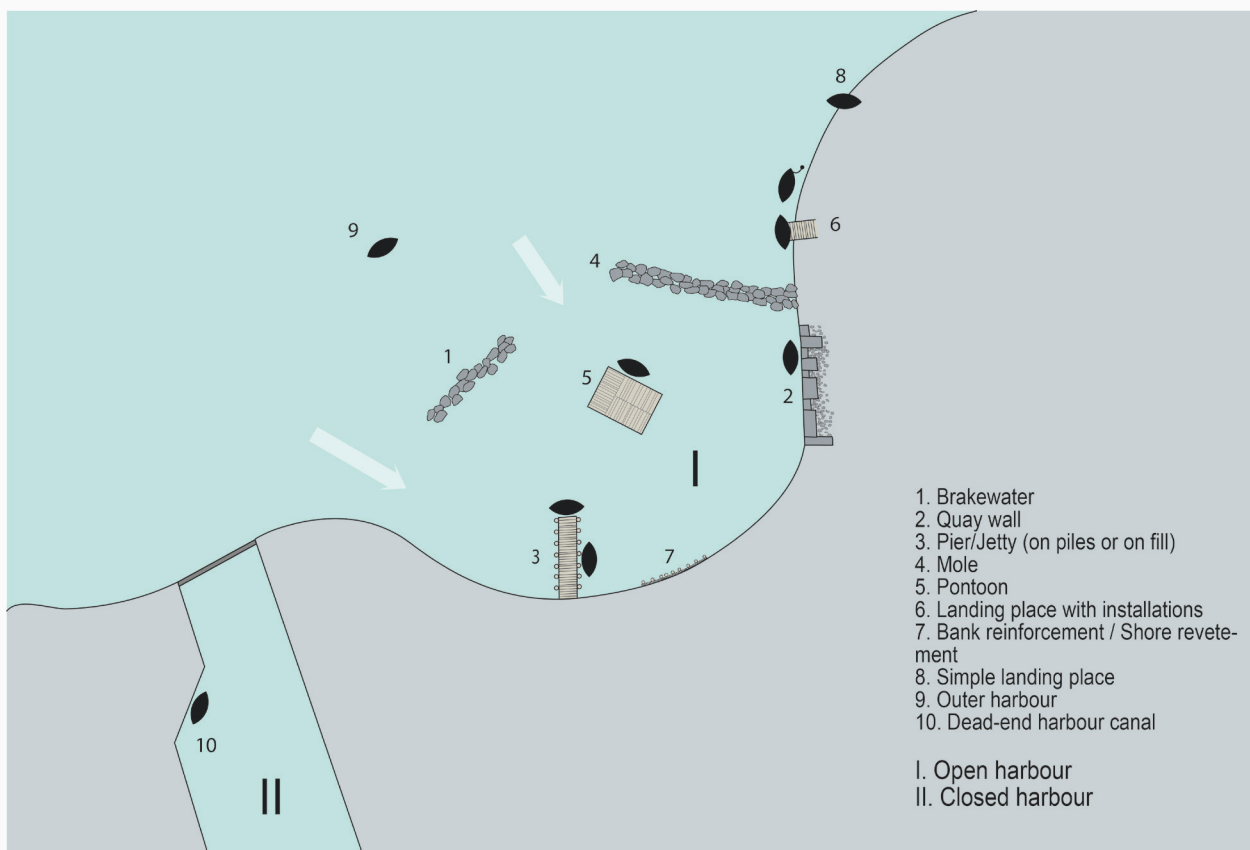 8
9
6
4
1
5
2
I
3
7
10
II
1. Brakewater
2. Quay wall
3. Pier/Jetty (on piles or on fill)
4. Mole
5. Pontoon
6. Landing place with installations
7. Bank reinforcement / Shore revete-
ment
8. Simple landing place
9. Outer harbour
10. Dead-end harbour canal
I. Open harbour
II. Closed harbour